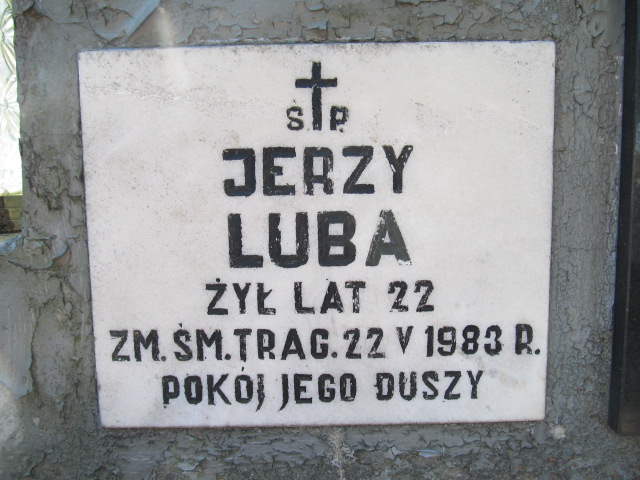 Ś.P.
JERZY
LUBA
ŻYŁ LAT 22
ZM. ŚM. TRAG. 22 V 1983 R.
POKÓJ JEGO DUSZY